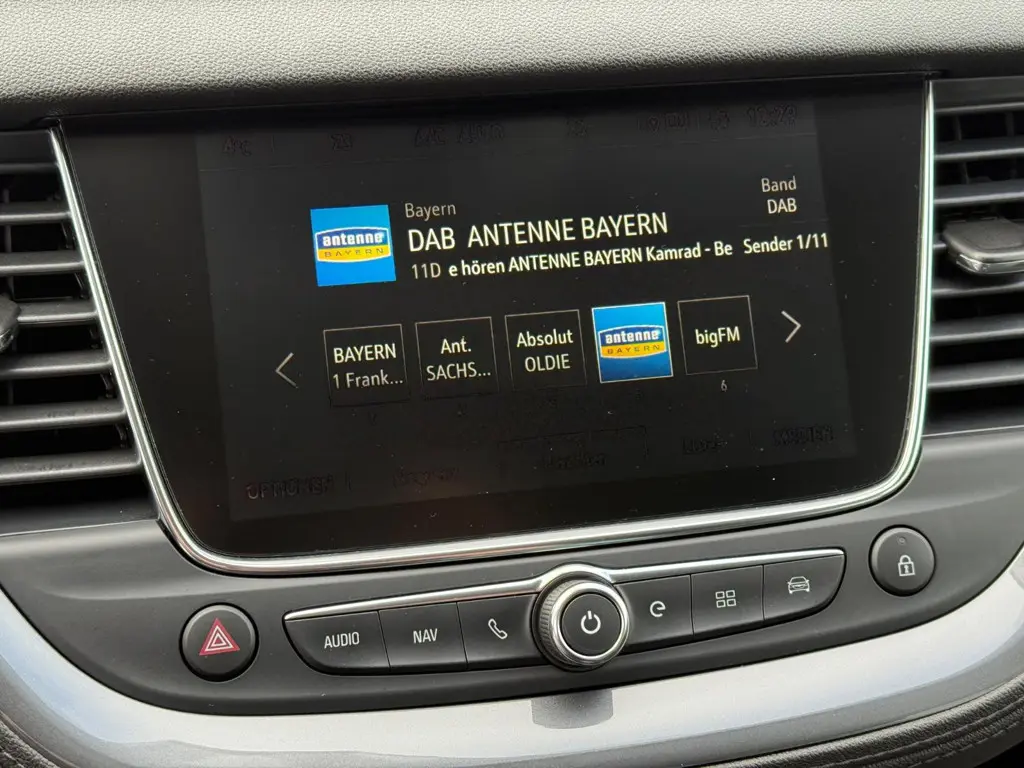 Bayern
Band
DAB ANTENNE BAYERN
DAB
11D e hören ANTENNE BAYERN Kamrad - Be Sender 1/11
antenne
BAYERN
BAYERN
1 Frank...
Ant.
SACHS...
Absolut
OLDIE
antenne
BAYERN
bigFM
6
OPTIONEN
AUDIO
NAV